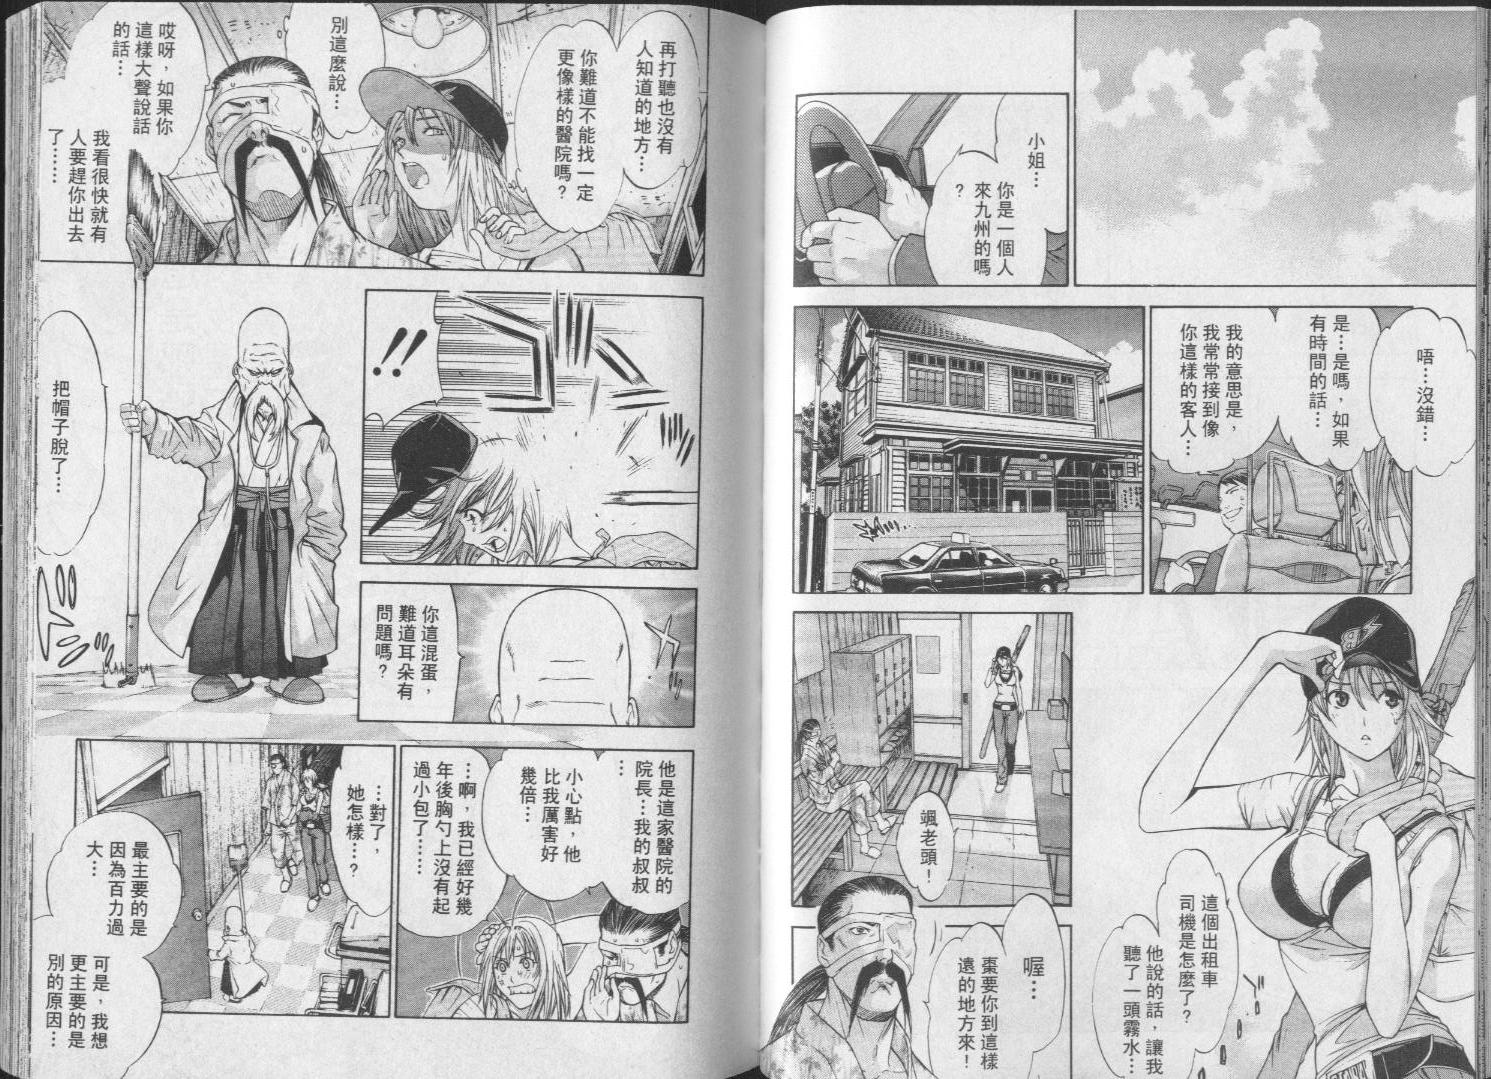 小姐…
你是一個人
來九州的嗎
?
唔…沒錯…
是…是嗎，如果
有時間的話…
我的意思是，
我常常接到像
你這樣的客人…
這個出租車
司機是怎麼了?
他說的話，讓我
聽了一頭霧水…
颯老頭!
喔…
棗要你到這樣
遠的地方來!
再打聽也沒有
人知道的地方…
你難道不能找一定
更像樣的醫院嗎?
別這麼說…
哎呀，如果你
這樣大聲說話
的話…
我看很快就有
人要趕你出去
了……
!!
把帽子脫了…
你這混蛋，
難道耳朵有
問題嗎?
他是這家醫院的
院長…我的叔叔
…
小心點，他
比我厲害好
幾倍…
…啊，我已經好幾
年後胸勺上沒有起
過小包了……
…對了，
她怎樣…?
最主要的是
因為百力過
大…
可是，我想
更主要的是
別的原因…